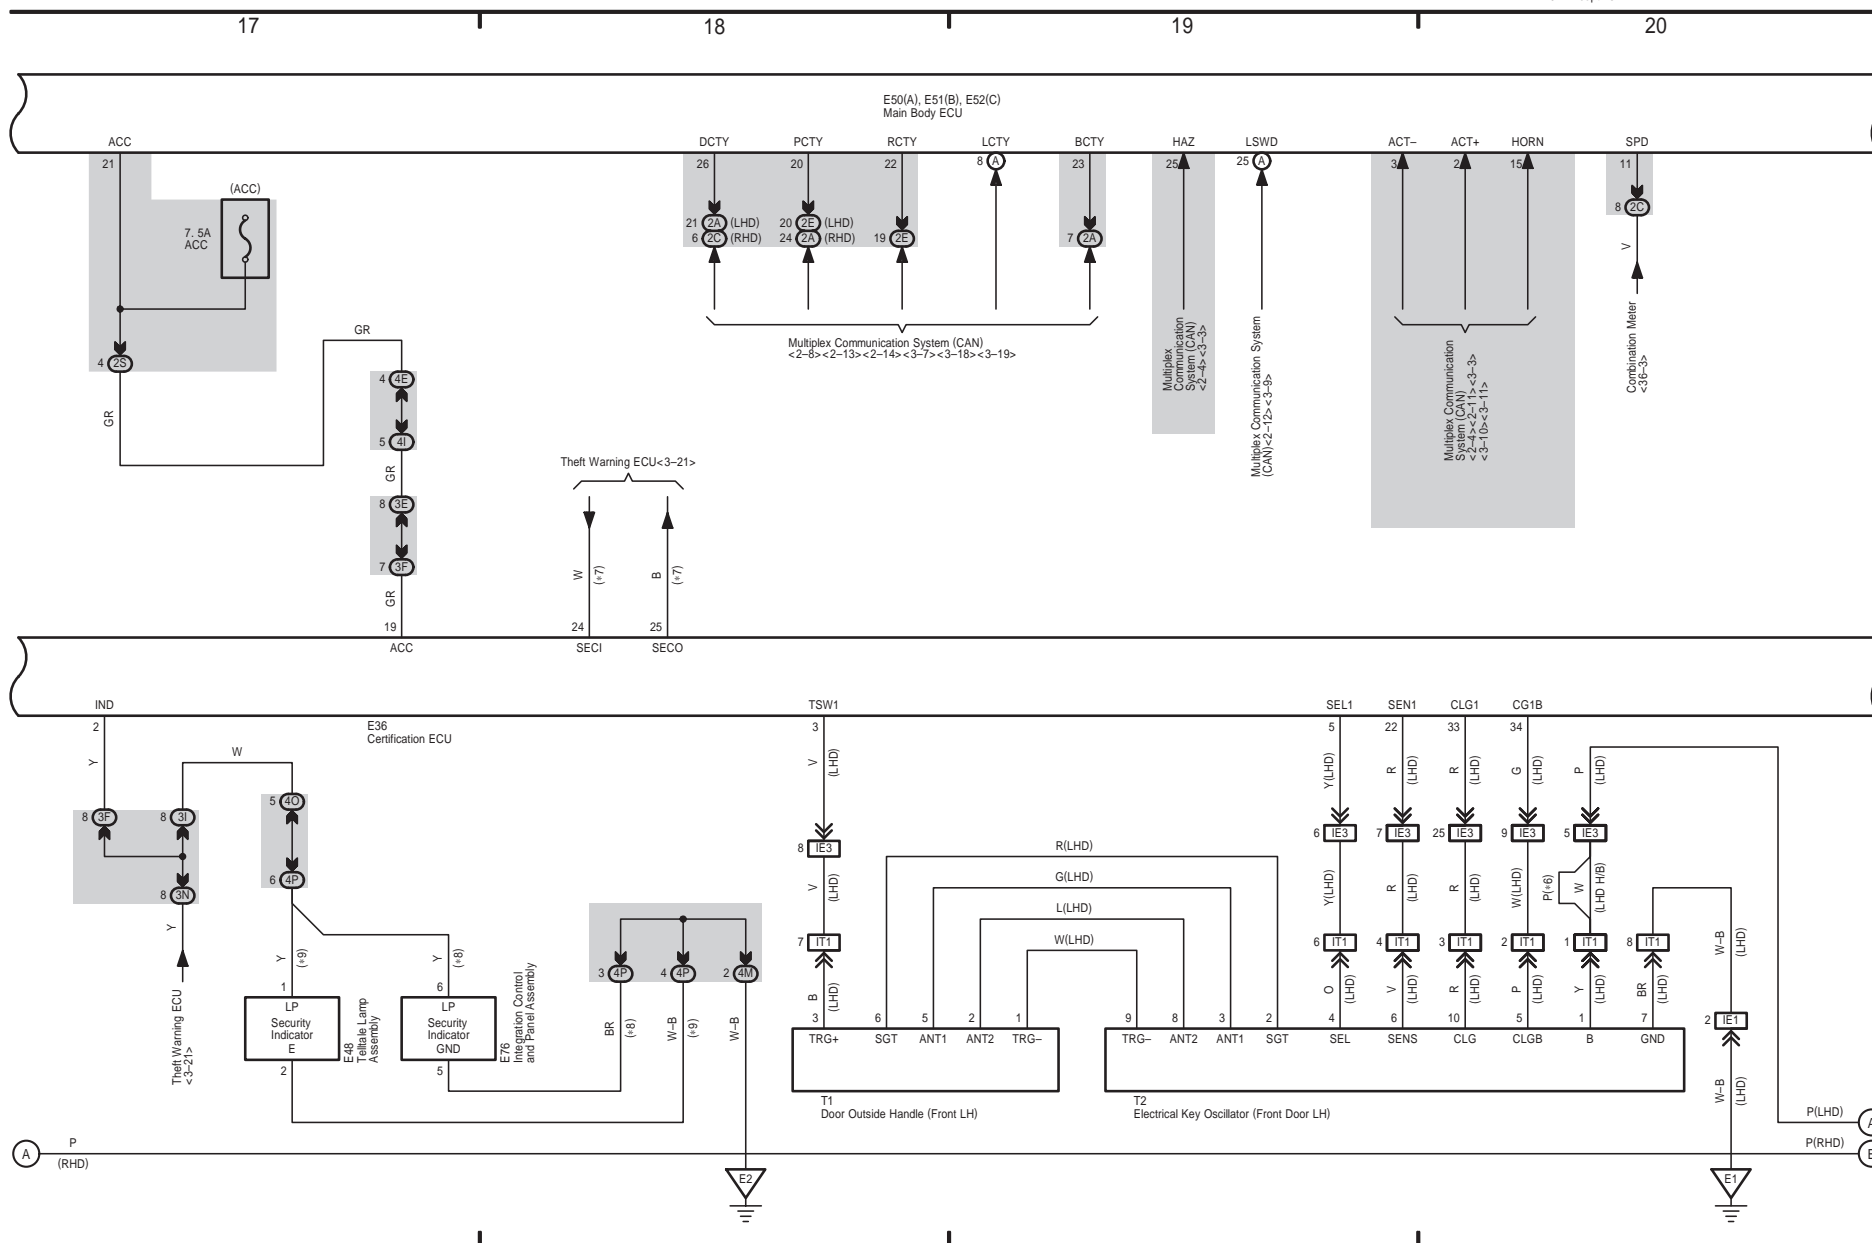 17
18
19
20
E50(A), E51(B), E52(C)
Main Body ECU
ACC
DCTY
PCTY
RCTY
LCTY
BCTY
HAZ
LSWD
ACT–
ACT+
HORN
SPD
21
26
20
22
8
A
23
25
25
A
3
2
15
11
(ACC)
7. 5A
ACC
21
2A
(LHD)
6
2C
(RHD)
20
2E
(LHD)
24
2A
(RHD)
19
2E
7
2A
8
2C
V
Combination Meter
<36–3>
Multiplex Communication System (CAN)
<2–8><2–13><2–14><3–7><3–18><3–19>
Multiplex
Communication
System (CAN)
<2–4><3–3>
Multiplex Communication System
(CAN)<2–12><3–9>
Multiplex Communication
System (CAN)
<2–4><2–11><3–3>
<3–10><3–11>
4
2S
GR
GR
4
4E
5
4I
GR
8
3E
7
3F
GR
19
ACC
Theft Warning ECU<3–21>
W
(∗7)
B
(∗7)
24
SECI
25
SECO
IND
2
Y
E36
Certification ECU
W
8
3F
8
3I
8
3N
Y
Theft Warning ECU
<3–21>
5
4O
6
4P
Y
(∗9)
Y
(∗8)
1
LP
Security
Indicator
E
2
E48
Telltale Lamp
Assembly
6
LP
Security
Indicator
GND
5
E76
Integration Control
and Panel Assembly
3
4P
4
4P
2
4M
BR
(∗8)
W–B
(∗9)
W–B
TSW1
3
V
(LHD)
8
IE3
V
(LHD)
7
IT1
B
(LHD)
3
6
5
2
1
TRG+
SGT
ANT1
ANT2
TRG–
T1
Door Outside Handle (Front LH)
R(LHD)
G(LHD)
L(LHD)
W(LHD)
SEL1
SEN1
CLG1
CG1B
5
22
33
34
Y(LHD)
R
(LHD)
R
(LHD)
G
(LHD)
P
(LHD)
6
IE3
7
IE3
25
IE3
9
IE3
5
IE3
Y(LHD)
R
(LHD)
R
(LHD)
W(LHD)
P(∗6)
W
(LHD H/B)
6
IT1
4
IT1
3
IT1
2
IT1
1
IT1
8
IT1
O
(LHD)
V
(LHD)
R
(LHD)
P
(LHD)
Y
(LHD)
BR
(LHD)
W–B
(LHD)
2
IE1
W–B
(LHD)
9
8
3
2
4
6
10
5
1
7
TRG–
ANT2
ANT1
SGT
SEL
SENS
CLG
CLGB
B
GND
T2
Electrical Key Oscillator (Front Door LH)
P(LHD)
A
P
(RHD)
P(RHD)
E2
E1